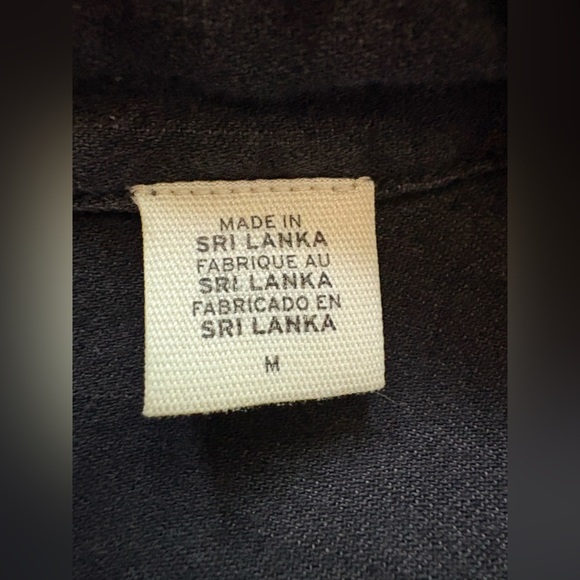 MADE IN
SRI LANKA
FABRIQUE AU
SRI LANKA
FABRICADO EN
SRI LANKA
M